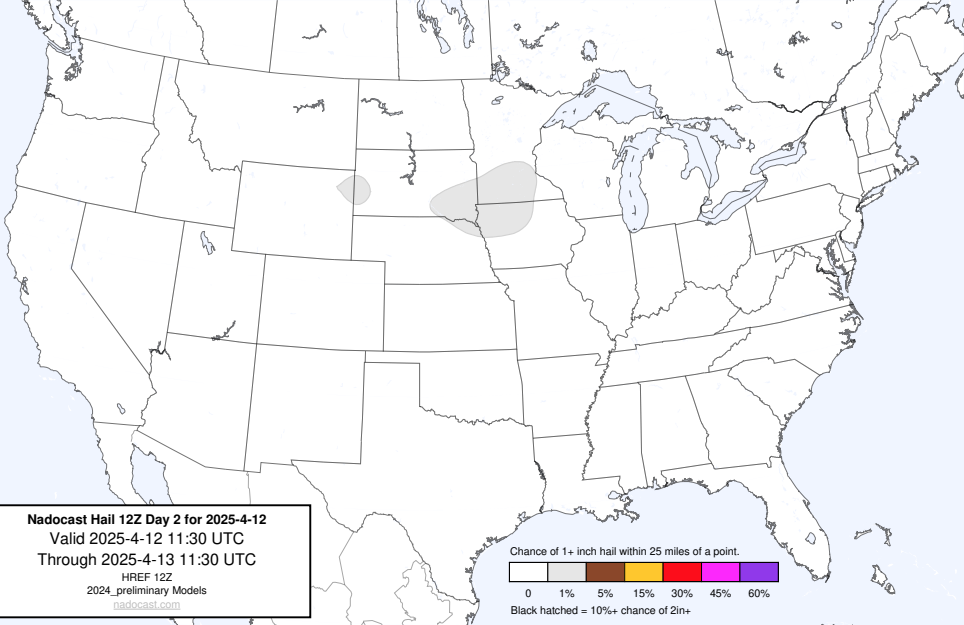 Nadocast Hail 12Z Day 2 for 2025-4-12
Valid 2025-4-12 11:30 UTC
Through 2025-4-13 11:30 UTC
HREF 12Z
2024_preliminary Models
nadocast.com
Chance of 1+ inch hail within 25 miles of a point.
0 1% 5% 15% 30% 45% 60%
Black hatched = 10%+ chance of 2in+